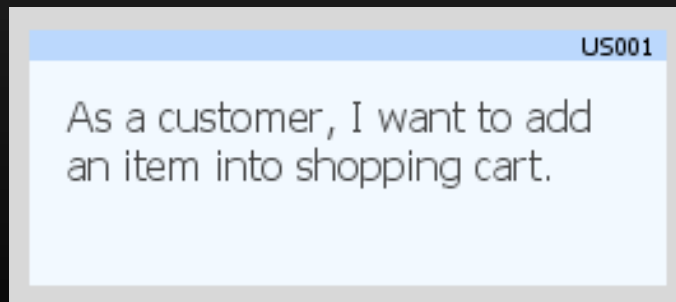 US001
As a customer, I want to add
an item into shopping cart.